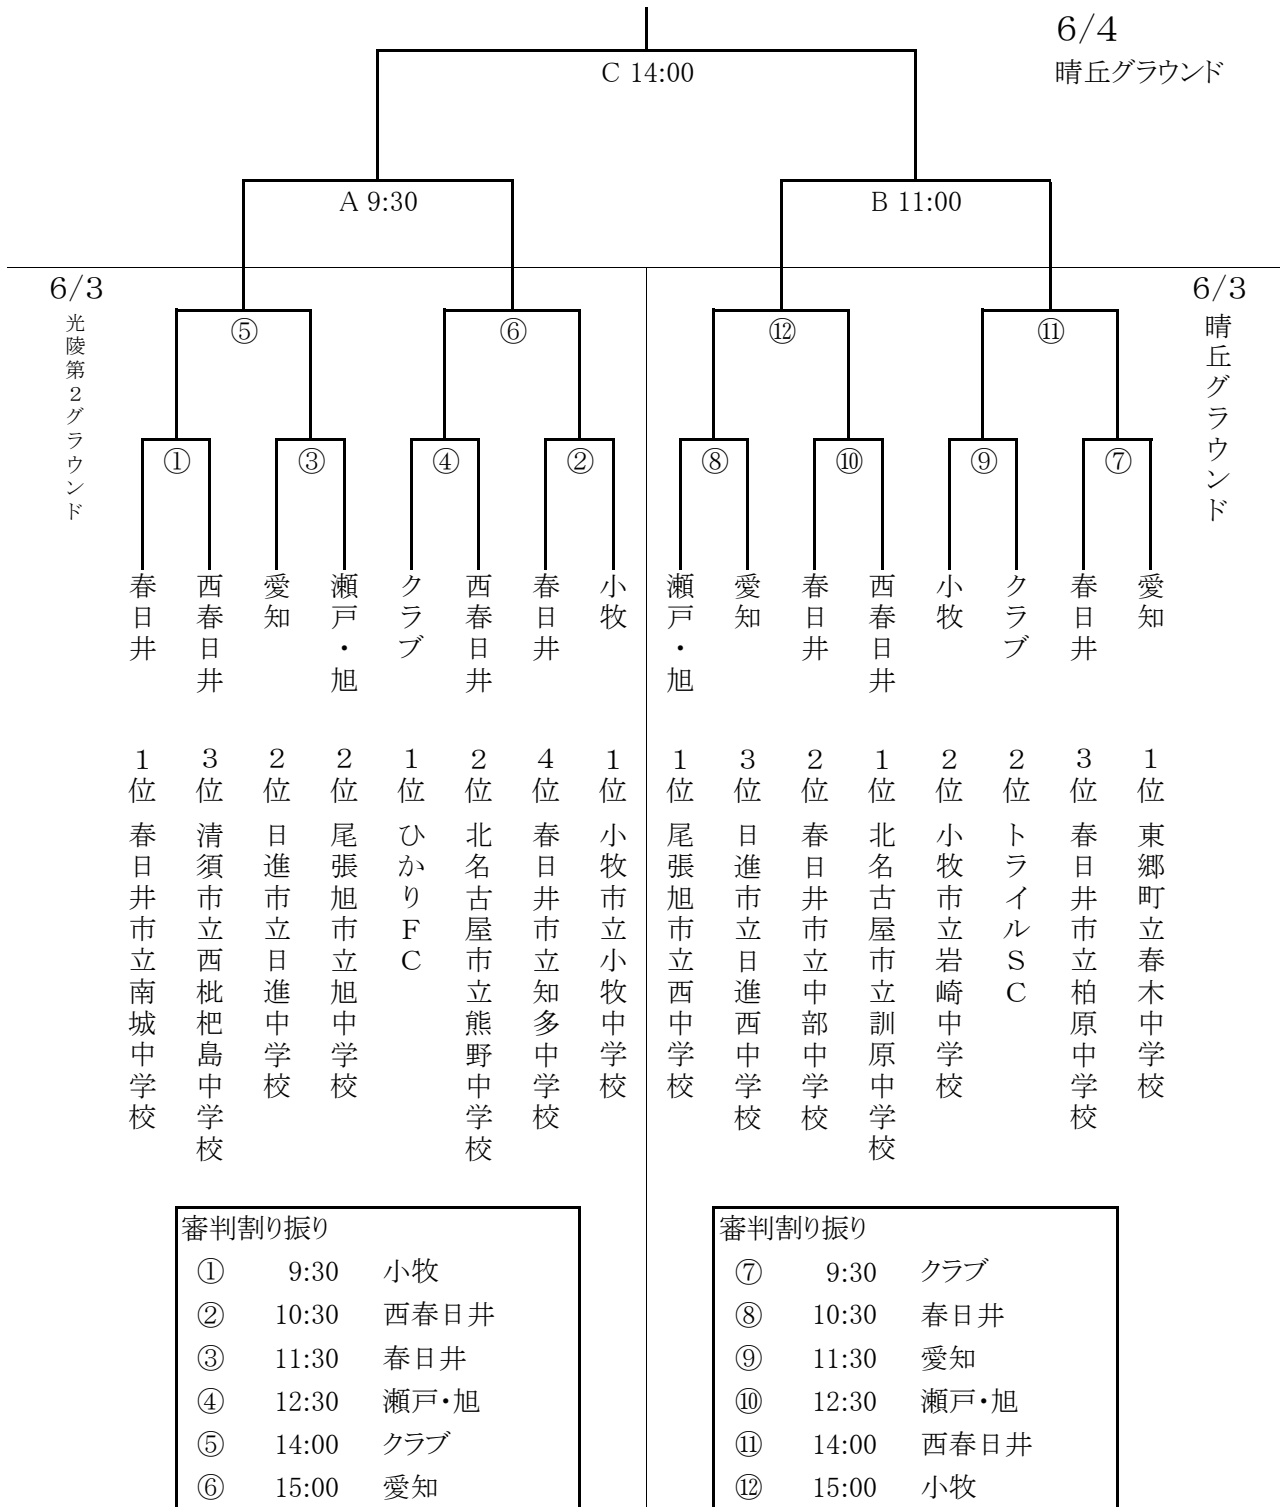 6/4
晴丘グラウンド
C 14:00
A 9:30
B 11:00
6/3
光陵第２グラウンド
6/3
晴丘グラウンド
⑤
⑥
⑫
⑪
①
③
④
②
⑧
⑩
⑨
⑦
春日井 1位 春日井市立南城中学校
西春日井 3位 清須市立西枇杷島中学校
愛知 2位 日進市立日進中学校
瀬戸・旭 2位 尾張旭市立旭中学校
クラブ 1位 ひかりＦＣ
西春日井 2位 北名古屋市立熊野中学校
春日井 4位 春日井市立知多中学校
小牧 1位 小牧市立小牧中学校
瀬戸・旭 1位 尾張旭市立西中学校
愛知 3位 日進市立日進西中学校
春日井 2位 春日井市立中部中学校
西春日井 1位 北名古屋市立訓原中学校
小牧 2位 小牧市立岩崎中学校
クラブ 2位 トライルＳＣ
春日井 3位 春日井市立柏原中学校
愛知 1位 東郷町立春木中学校
審判割り振り
① 9:30 小牧
② 10:30 西春日井
③ 11:30 春日井
④ 12:30 瀬戸・旭
⑤ 14:00 クラブ
⑥ 15:00 愛知
審判割り振り
⑦ 9:30 クラブ
⑧ 10:30 春日井
⑨ 11:30 愛知
⑩ 12:30 瀬戸・旭
⑪ 14:00 西春日井
⑫ 15:00 小牧